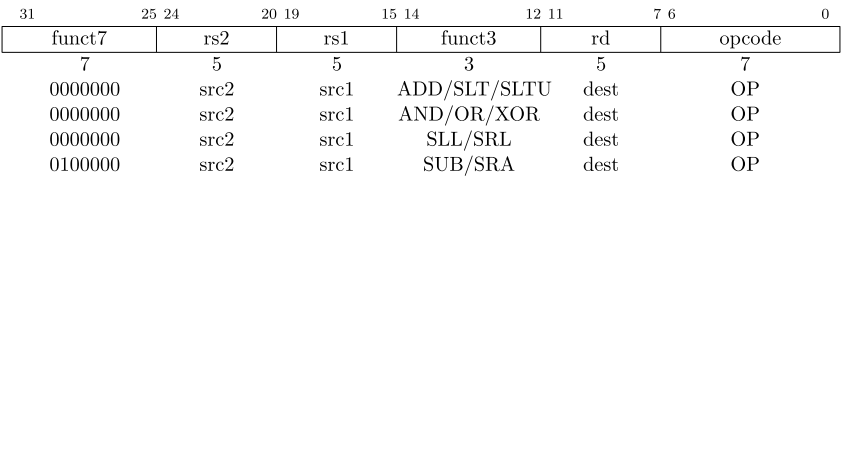 31 25 24 20 19 15 14 12 11 7 6 0
funct7 rs2 rs1 funct3 rd opcode
7 5 5 3 5 7
0000000 src2 src1 ADD/SLT/SLTU dest OP
0000000 src2 src1 AND/OR/XOR dest OP
0000000 src2 src1 SLL/SRL dest OP
0100000 src2 src1 SUB/SRA dest OP